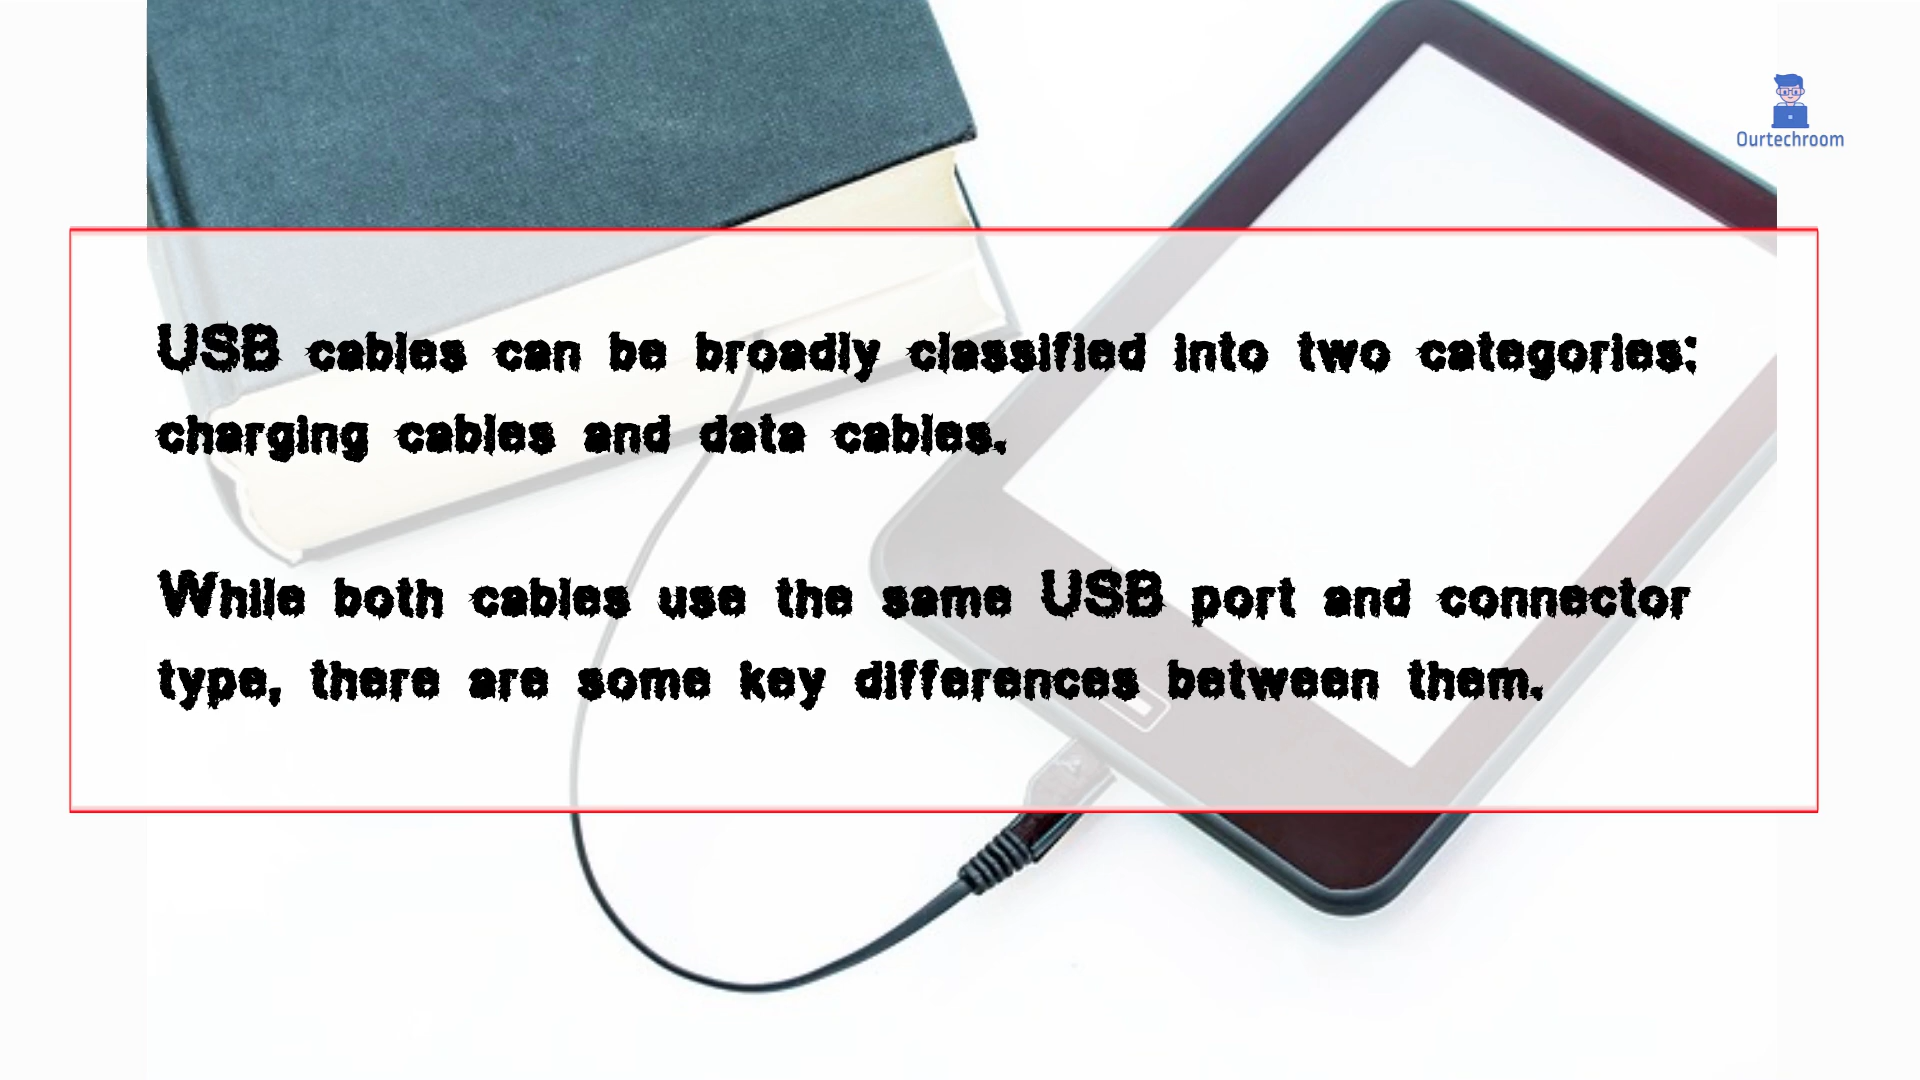 Ourtechroom
USB cables can be broadly classified into two categories:
charging cables and data cables.
While both cables use the same USB port and connector
type, there are some key differences between them.